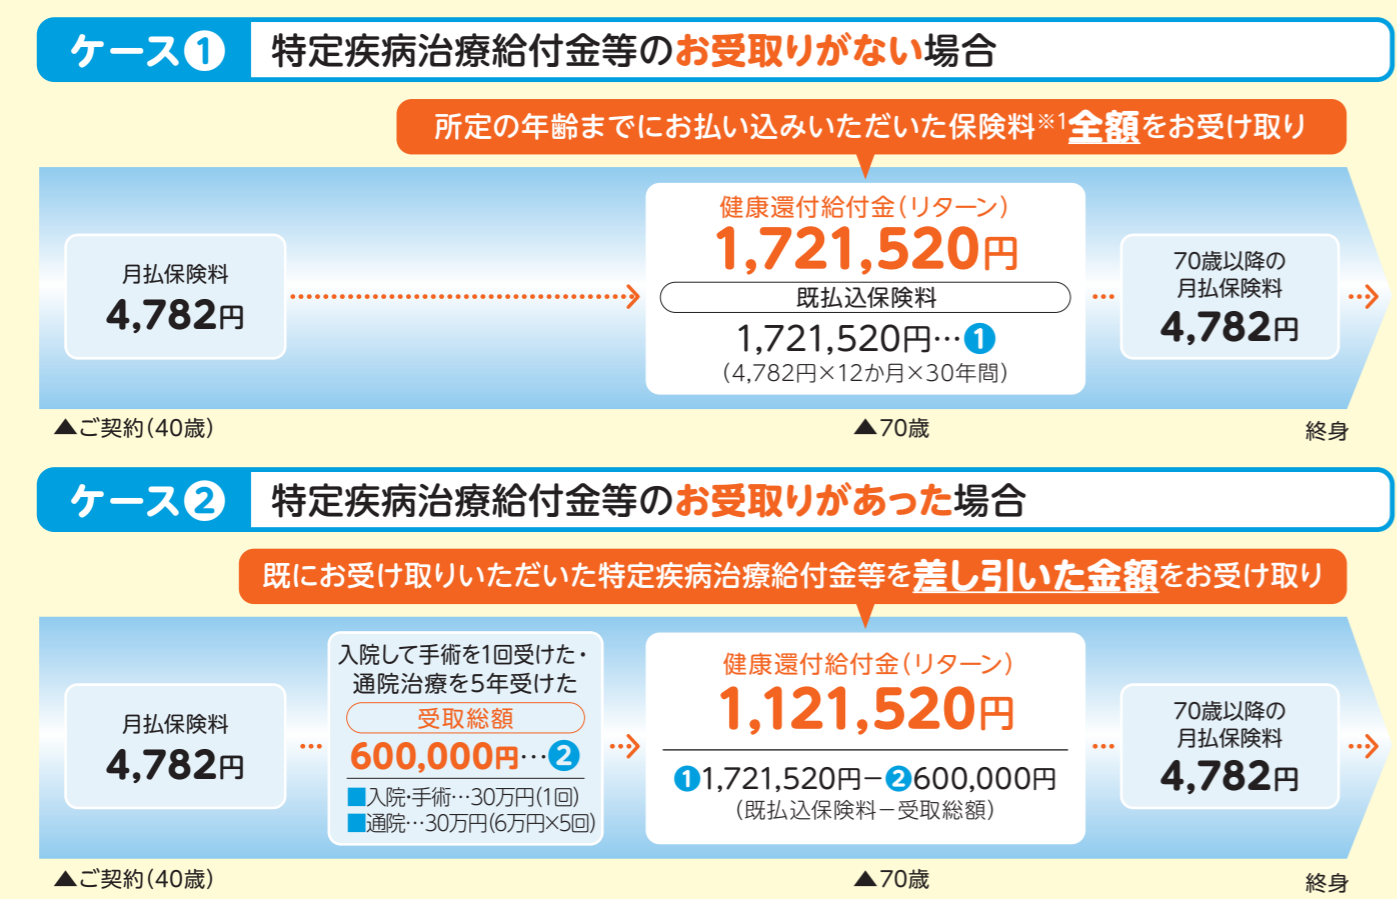 ケース❶ 特定疾病治療給付金等のお受取りがない場合
所定の年齢までにお払い込みいただいた保険料※1全額をお受け取り
月払保険料
4,782円
健康還付給付金(リターン)
1,721,520円
既払込保険料
1,721,520円…❶
(4,782円×12か月×30年間)
70歳以降の
月払保険料
4,782円
▲ご契約(40歳)
▲70歳
終身
ケース❷ 特定疾病治療給付金等のお受取りがあった場合
既にお受け取りいただいた特定疾病治療給付金等を差し引いた金額をお受け取り
月払保険料
4,782円
入院して手術を1回受けた・
通院治療を5年受けた
受取総額
600,000円…❷
■入院・手術…30万円(1回)
■通院…30万円(6万円×5回)
健康還付給付金(リターン)
1,121,520円
❶1,721,520円−❷600,000円
(既払込保険料−受取総額)
70歳以降の
月払保険料
4,782円
▲ご契約(40歳)
▲70歳
終身